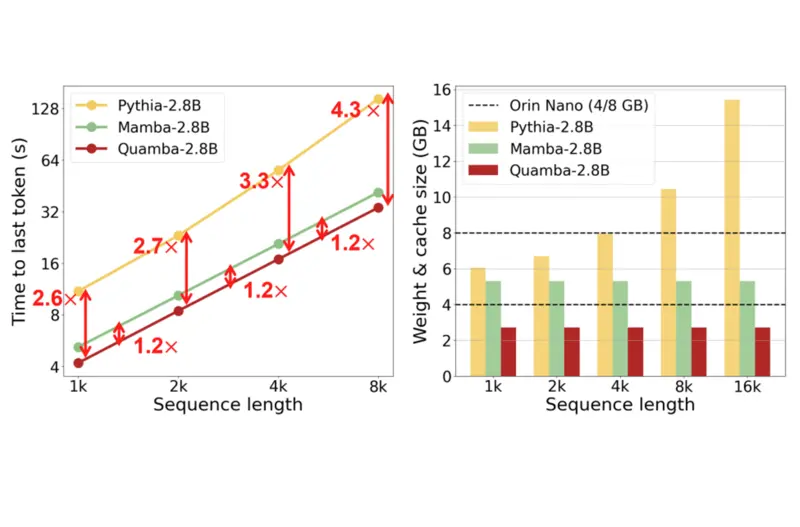 Time to last token (s)
128
64
32
16
8
4
Pythia-2.8B
Mamba-2.8B
Quamba-2.8B
4.3×
3.3×
2.7×
2.6×
1.2×
1.2×
1.2×
1k
2k
4k
8k
Sequence length
Weight & cache size (GB)
16
14
12
10
8
6
4
2
0
Orin Nano (4/8 GB)
Pythia-2.8B
Mamba-2.8B
Quamba-2.8B
1k
2k
4k
8k
16k
Sequence length